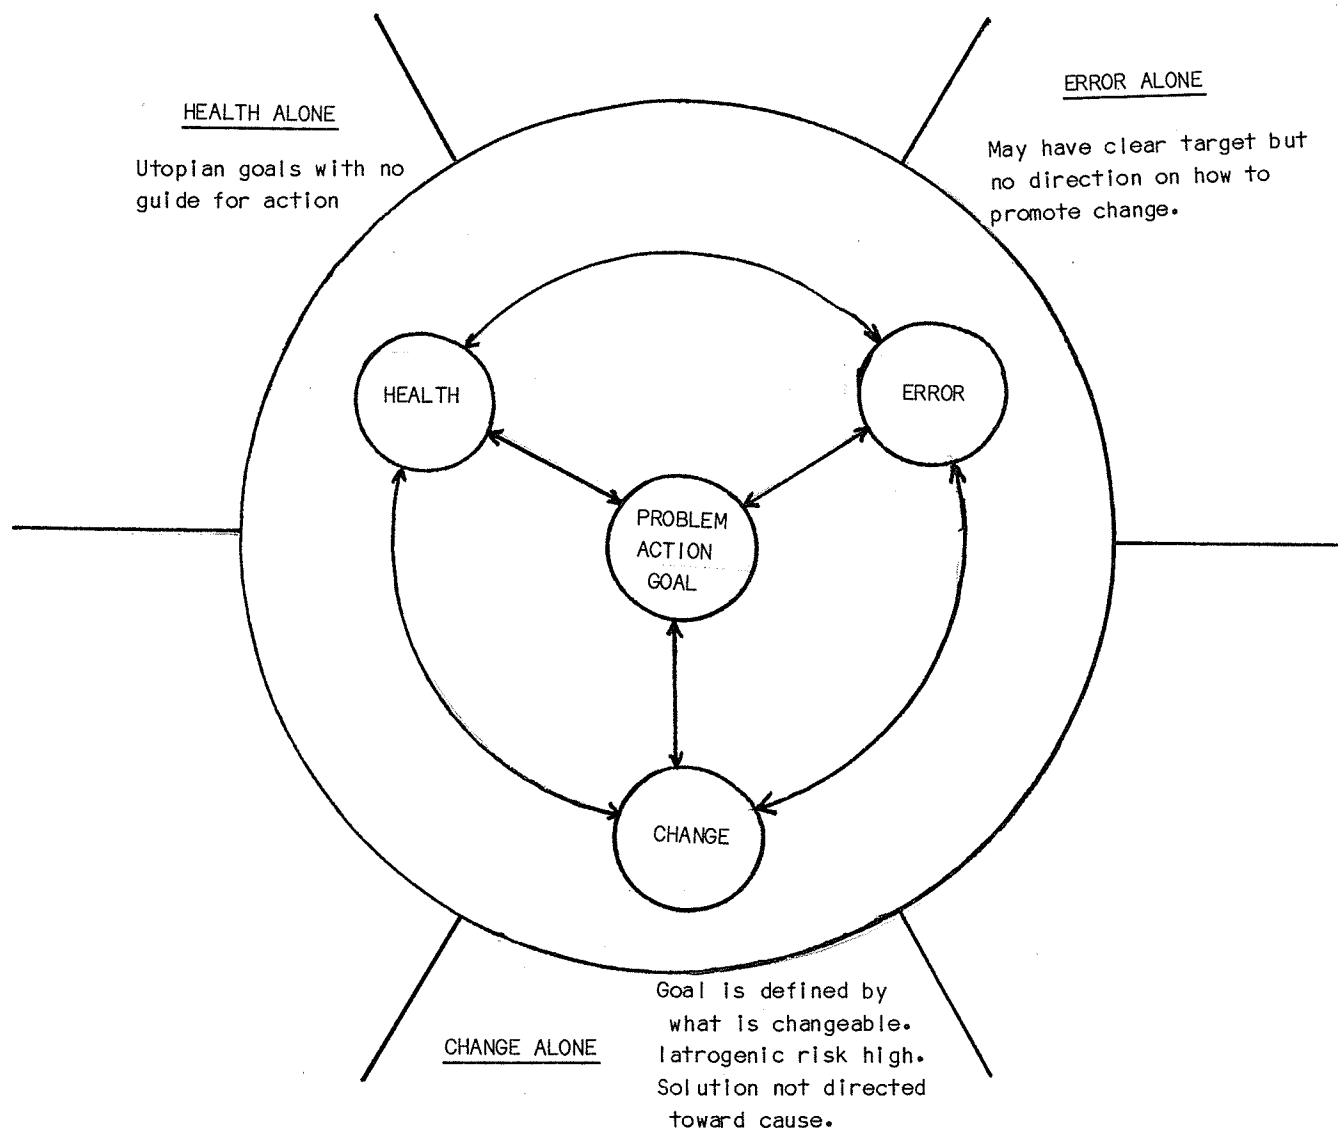 HEALTH ALONE
Utopian goals with no
guide for action
ERROR ALONE
May have clear target but
no direction on how to
promote change.
HEALTH
ERROR
PROBLEM
ACTION
GOAL
CHANGE
CHANGE ALONE
Goal is defined by
what is changeable.
Iatrogenic risk high.
Solution not directed
toward cause.